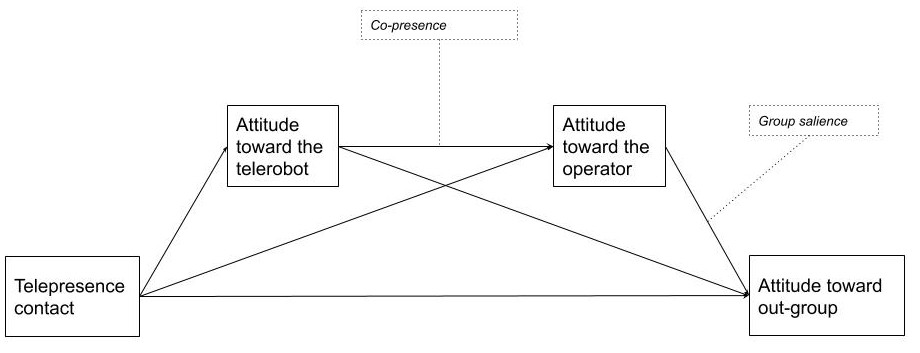 Co-presence
Attitude
toward the
telerobot
Attitude
toward the
operator
Group salience
Telepresence
contact
Attitude toward
out-group